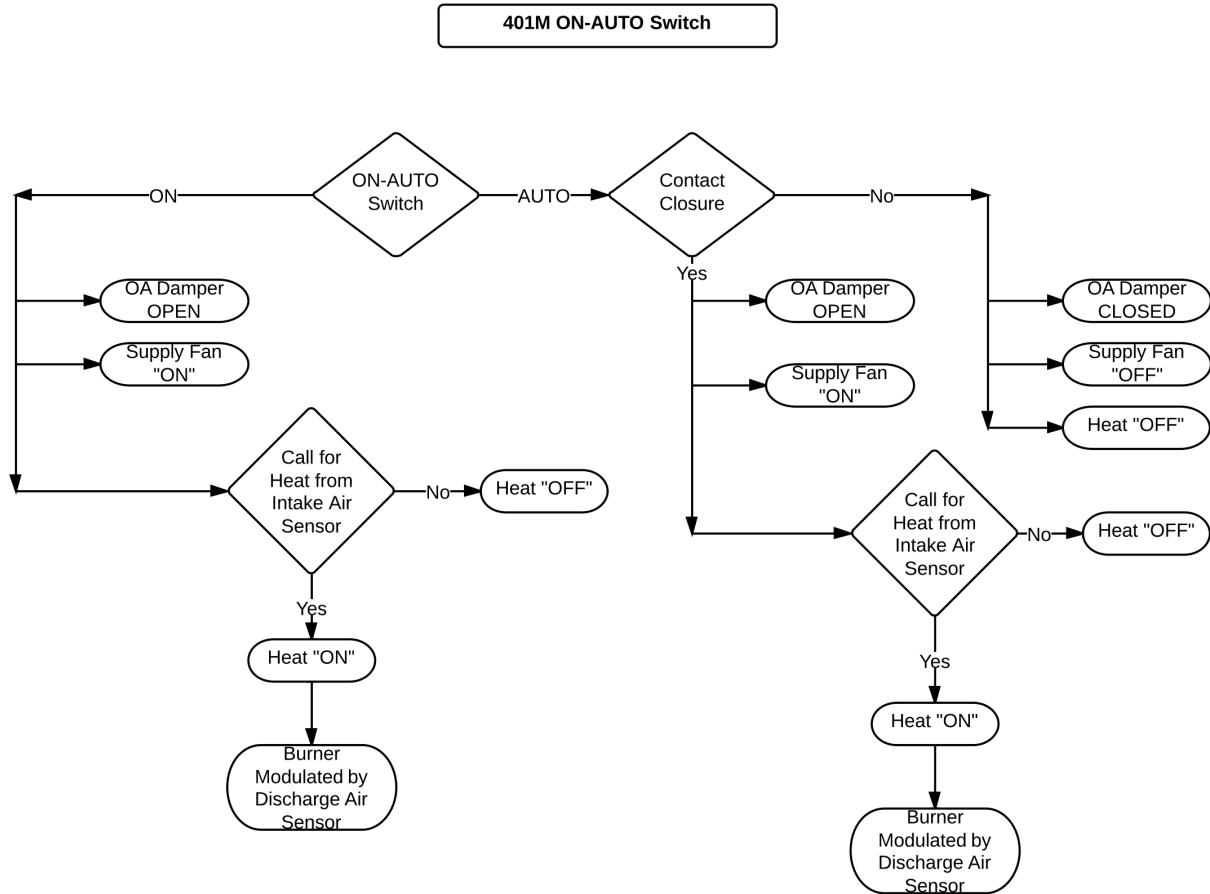 401M ON-AUTO Switch
ON-AUTO
Switch
ON
AUTO
Contact
Closure
No
Yes
OA Damper
OPEN
Supply Fan
"ON"
Call for
Heat from
Intake Air
Sensor
No
Heat "OFF"
Yes
Heat "ON"
Burner
Modulated by
Discharge Air
Sensor
OA Damper
OPEN
Supply Fan
"ON"
Call for
Heat from
Intake Air
Sensor
No
Heat "OFF"
Yes
Heat "ON"
Burner
Modulated by
Discharge Air
Sensor
OA Damper
CLOSED
Supply Fan
"OFF"
Heat "OFF"